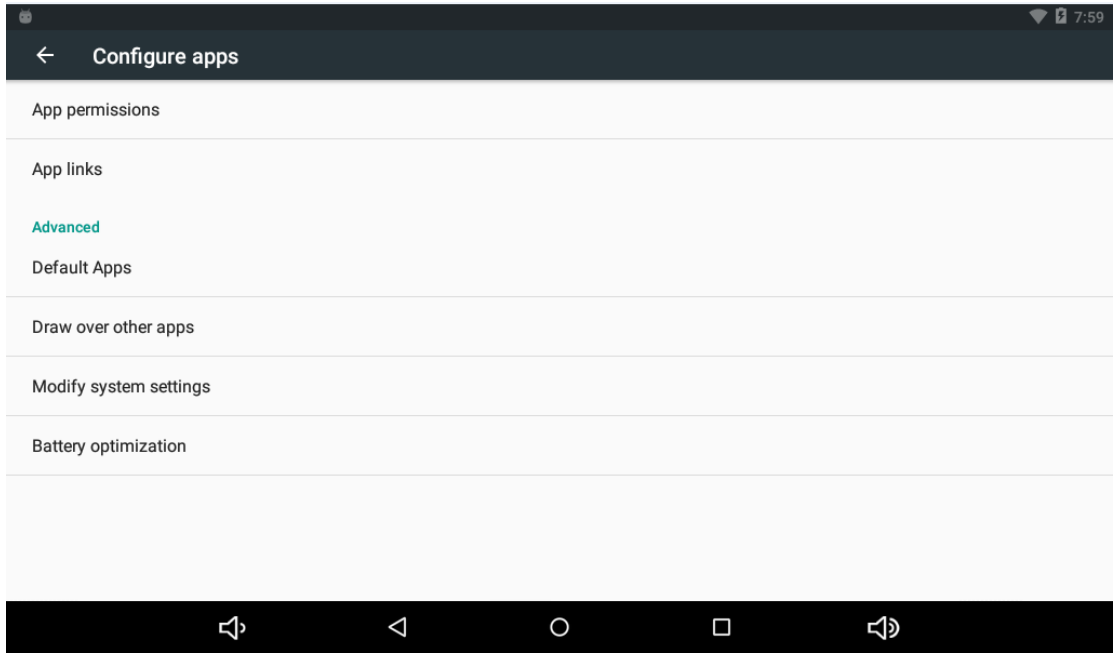 7:59
Configure apps
App permissions
App links
Advanced
Default Apps
Draw over other apps
Modify system settings
Battery optimization